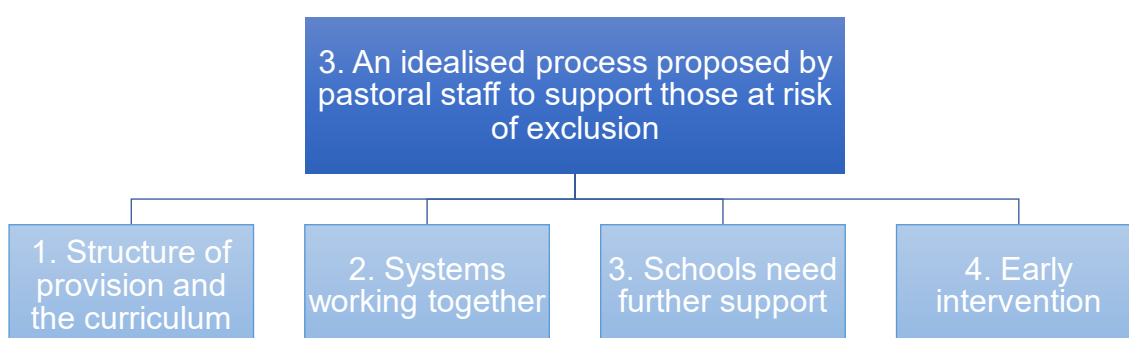 3. An idealised process proposed by
pastoral staff to support those at risk
of exclusion
1. Structure of
provision and
the curriculum
2. Systems
working together
3. Schools need
further support
4. Early
intervention